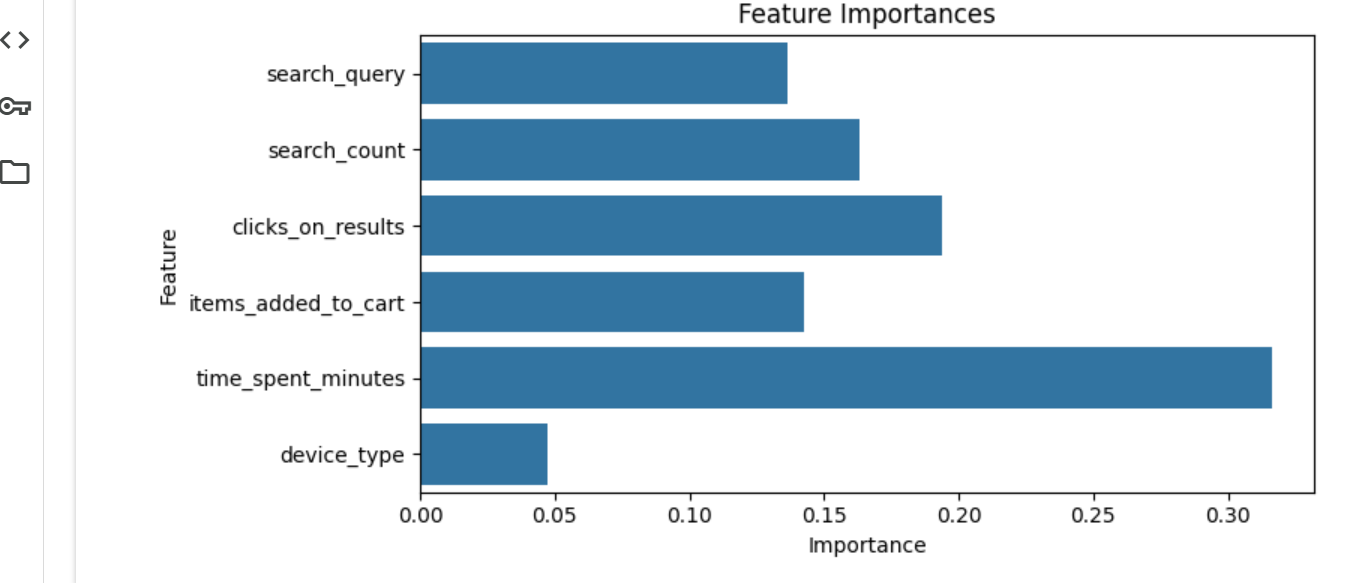 Feature Importances
search_query
search_count
clicks_on_results
Feature
items_added_to_cart
time_spent_minutes
device_type
0.00 0.05 0.10 0.15 0.20 0.25 0.30
Importance